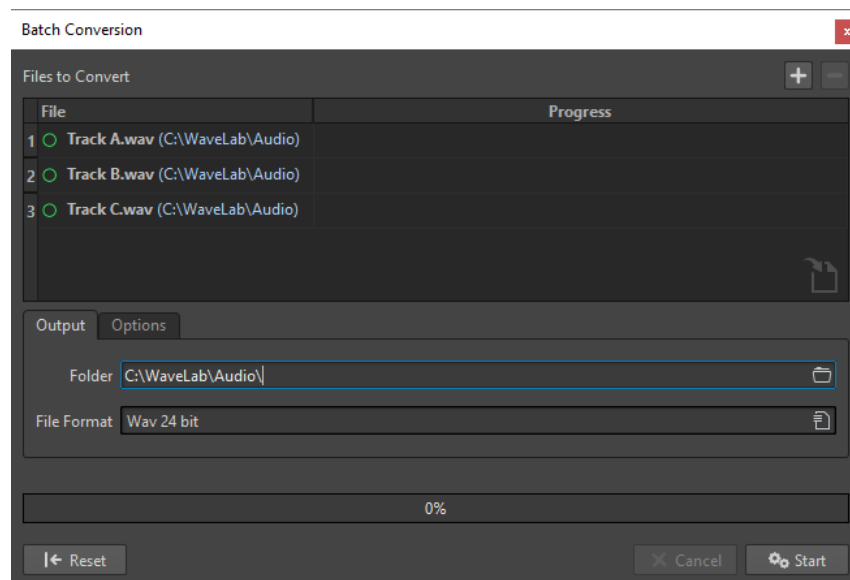 Batch Conversion
x
Files to Convert
File Progress
1 Track A.wav (C:\WaveLab\Audio)
2 Track B.wav (C:\WaveLab\Audio)
3 Track C.wav (C:\WaveLab\Audio)
Output Options
Folder C:\WaveLab\Audio\
File Format Wav 24 bit
0%
Reset Cancel Start